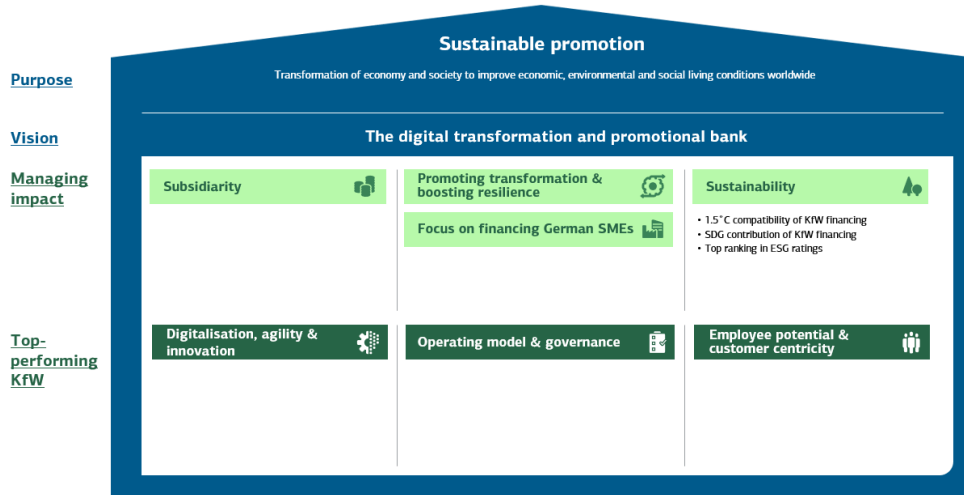 Sustainable promotion
Purpose
Transformation of economy and society to improve economic, environmental and social living conditions worldwide
Vision
The digital transformation and promotional bank
Managing
impact
Subsidiarity
Promoting transformation &
boosting resilience
Sustainability
Focus on financing German SMEs
• 1.5°C compatibility of KfW financing
• SDG contribution of KfW financing
• Top ranking in ESG ratings
Top-
performing
KfW
Digitalisation, agility &
innovation
Operating model & governance
Employee potential &
customer centricity